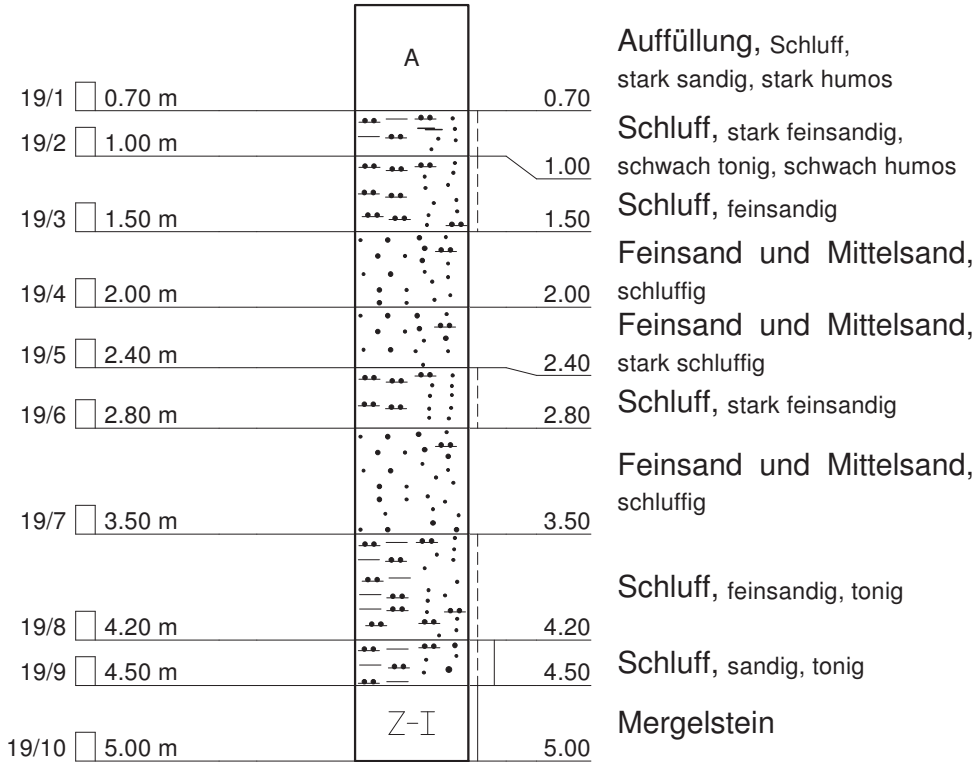 A
Auffüllung, Schluff,
stark sandig, stark humos
19/1 0.70 m 0.70
Schluff, stark feinsandig,
schwach tonig, schwach humos
19/2 1.00 m 1.00
Schluff, feinsandig
19/3 1.50 m 1.50
Feinsand und Mittelsand,
schluffig
19/4 2.00 m 2.00
Feinsand und Mittelsand,
stark schluffig
19/5 2.40 m 2.40
Schluff, stark feinsandig
19/6 2.80 m 2.80
Feinsand und Mittelsand,
schluffig
19/7 3.50 m 3.50
Schluff, feinsandig, tonig
19/8 4.20 m 4.20
Schluff, sandig, tonig
19/9 4.50 m 4.50
Z-I
Mergelstein
19/10 5.00 m 5.00